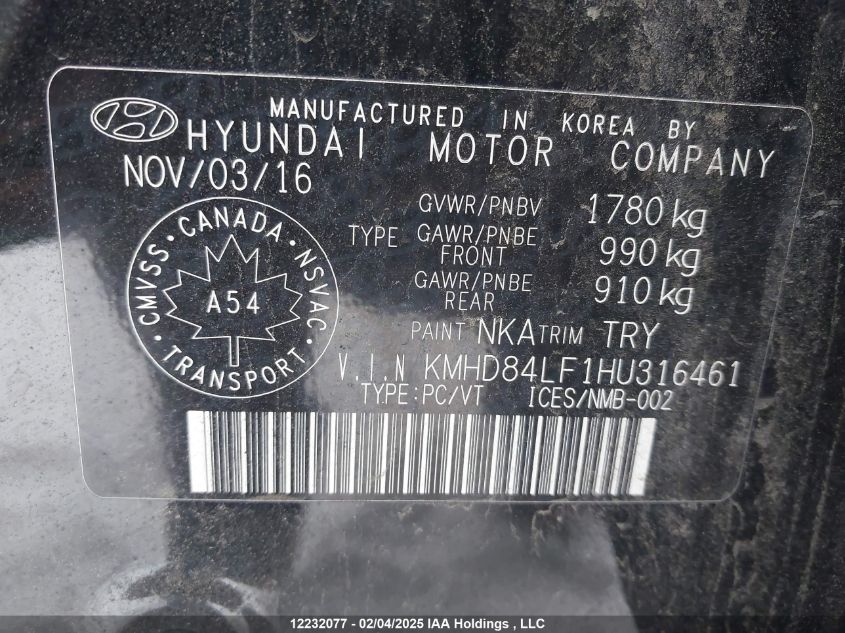 MANUFACTURED IN KOREA BY
HYUNDAI MOTOR COMPANY
NOV/03/16
GVWR/PNBV 1780 kg
TYPE GAWR/PNBE FRONT 990 kg
GAWR/PNBE REAR 910 kg
CANADA · NSVAC · TRANSPORT · CMVSS ·
A54
PAINT NKA TRIM TRY
V.I.N KMHD84LF1HU316461
TYPE:PC/VT ICES/NMB-002
12232077 - 02/04/2025 IAA Holdings , LLC